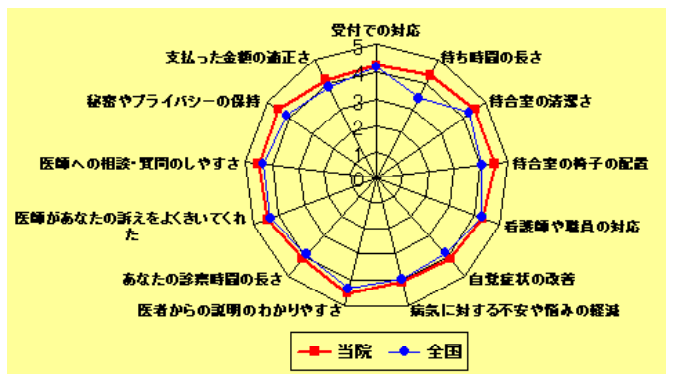 受付での対応
待ち時間の長さ
待合室の清潔さ
待合室の椅子の配置
看護師や職員の対応
自覚症状の改善
病気に対する不安や悩みの軽減
医者からの説明のわかりやすさ
あなたの診察時間の長さ
医師があなたの訴えをよくきいてくれ
た
医師への相談・質問のしやすさ
秘密やプライバシーの保持
支払った金額の適正さ
5
4
3
2
1
0
当院
全国